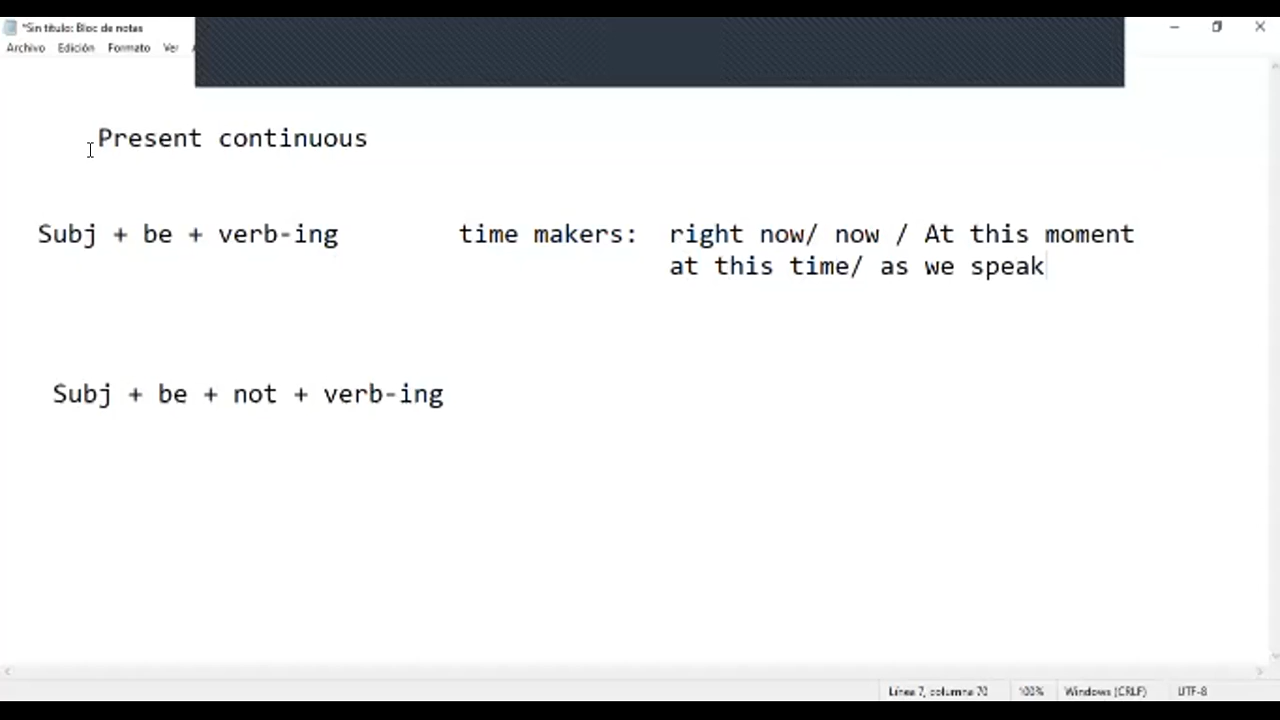 *Sin título: Bloc de notas
Archivo Edición Formato Ver
Present continuous
Subj + be + verb-ing time makers: right now/ now / At this moment
at this time/ as we speak
Subj + be + not + verb-ing
Línea 7, columna 70 100% Windows (CRLF) UTF-8